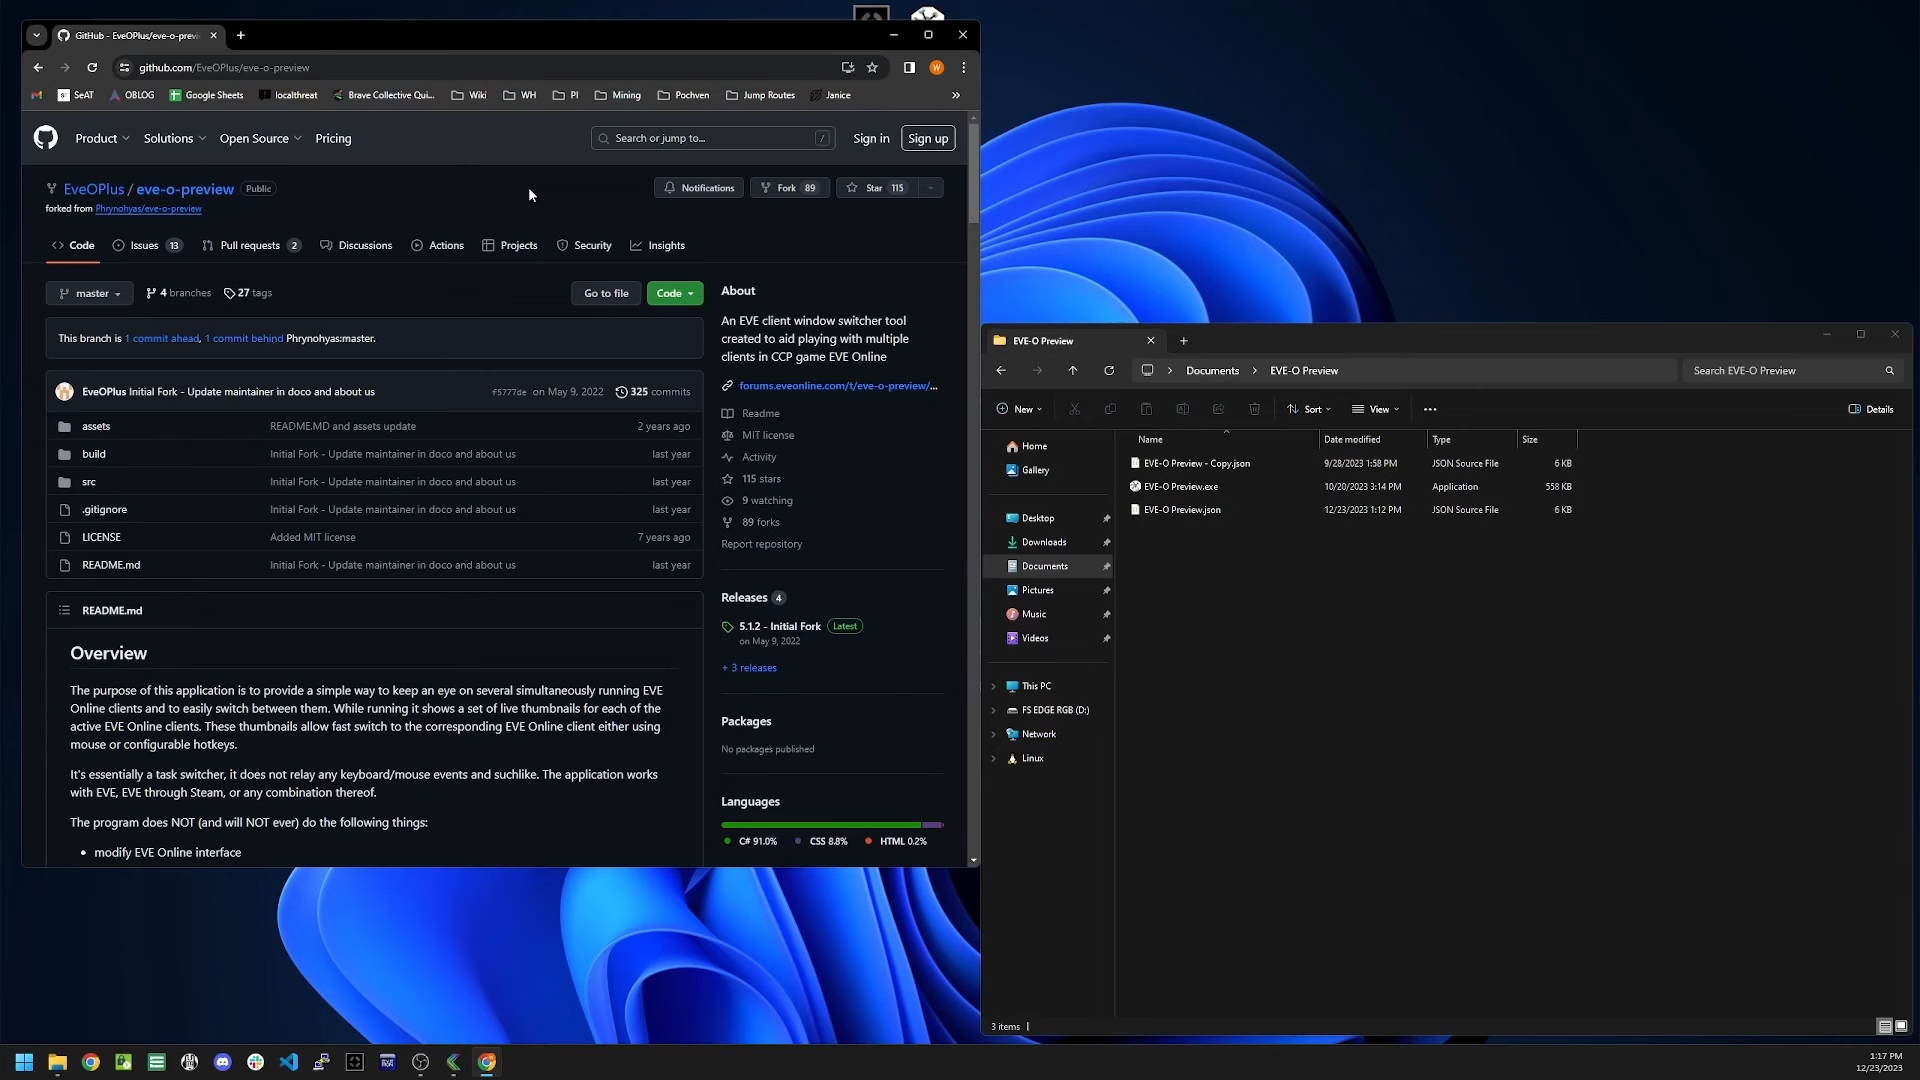 GitHub - EveOPlus/eve-o-previ
github.com/EveOPlus/eve-o-preview
SeAT OBLOG Google Sheets localthreat Brave Collective Qui... Wiki WH PI Mining Pochven Jump Routes Janice »
Product Solutions Open Source Pricing Search or jump to... / Sign in Sign up
EveOPlus / eve-o-preview Public
Notifications Fork 89 Star 115
forked from Phrynohyas/eve-o-preview
Code Issues 13 Pull requests 2 Discussions Actions Projects Security Insights
master 4 branches 27 tags Go to file Code
This branch is 1 commit ahead, 1 commit behind Phrynohyas:master.
EveOPlus Initial Fork - Update maintainer in doco and about us f5777de on May 9, 2022 325 commits
assets README.MD and assets update 2 years ago
build Initial Fork - Update maintainer in doco and about us last year
src Initial Fork - Update maintainer in doco and about us last year
.gitignore Initial Fork - Update maintainer in doco and about us last year
LICENSE Added MIT license 7 years ago
README.md Initial Fork - Update maintainer in doco and about us last year
README.md
Overview
The purpose of this application is to provide a simple way to keep an eye on several simultaneously running EVE
Online clients and to easily switch between them. While running it shows a set of live thumbnails for each of the
active EVE Online clients. These thumbnails allow fast switch to the corresponding EVE Online client either using
mouse or configurable hotkeys.
It's essentially a task switcher, it does not relay any keyboard/mouse events and suchlike. The application works
with EVE, EVE through Steam, or any combination thereof.
The program does NOT (and will NOT ever) do the following things:
• modify EVE Online interface
About
An EVE client window switcher tool
created to aid playing with multiple
clients in CCP game EVE Online
forums.eveonline.com/t/eve-o-preview/...
Readme
MIT license
Activity
115 stars
9 watching
89 forks
Report repository
Releases 4
5.1.2 - Initial Fork Latest
on May 9, 2022
+ 3 releases
Packages
No packages published
Languages
C# 91.0% CSS 8.8% HTML 0.2%
EVE-O Preview
Documents > EVE-O Preview Search EVE-O Preview
New Sort View Details
Name Date modified Type Size
EVE-O Preview - Copy.json 9/28/2023 1:58 PM JSON Source File 6 KB
EVE-O Preview.exe 10/20/2023 3:14 PM Application 558 KB
EVE-O Preview.json 12/23/2023 1:12 PM JSON Source File 6 KB
Home
Gallery
Desktop
Downloads
Documents
Pictures
Music
Videos
This PC
FS EDGE RGB (D:)
Network
Linux
3 items
1:17 PM
12/23/2023